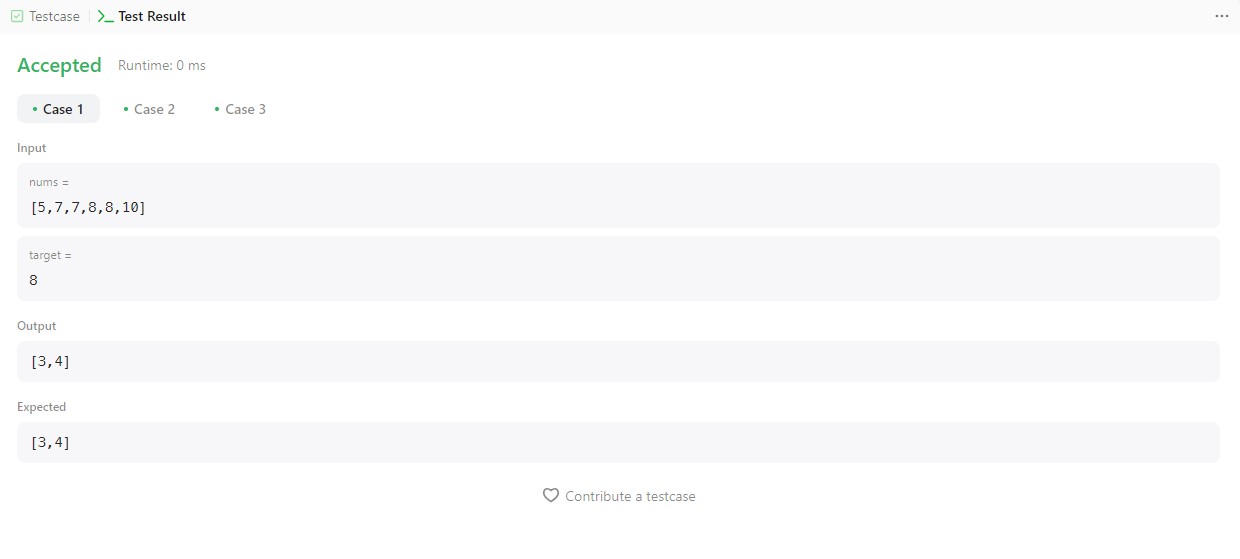 Testcase Test Result
Accepted Runtime: 0 ms
Case 1 Case 2 Case 3
Input
nums =
[5,7,7,8,8,10]
target =
8
Output
[3,4]
Expected
[3,4]
Contribute a testcase